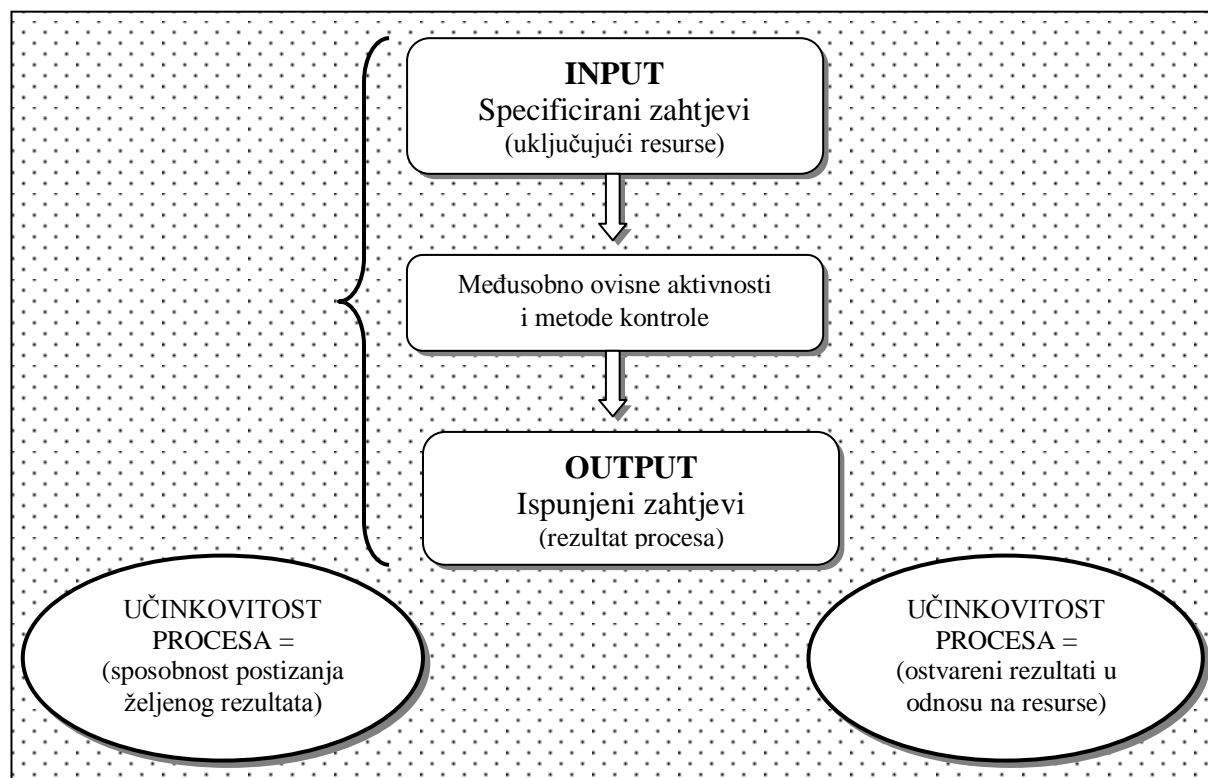 INPUT
Specificirani zahtjevi
(uključujući resurse)
Međusobno ovisne aktivnosti
i metode kontrole
OUTPUT
Ispunjeni zahtjevi
(rezultat procesa)
UČINKOVITOST
PROCESA =
(sposobnost postizanja
željenog rezultata)
UČINKOVITOST
PROCESA =
(ostvareni rezultati u
odnosu na resurse)